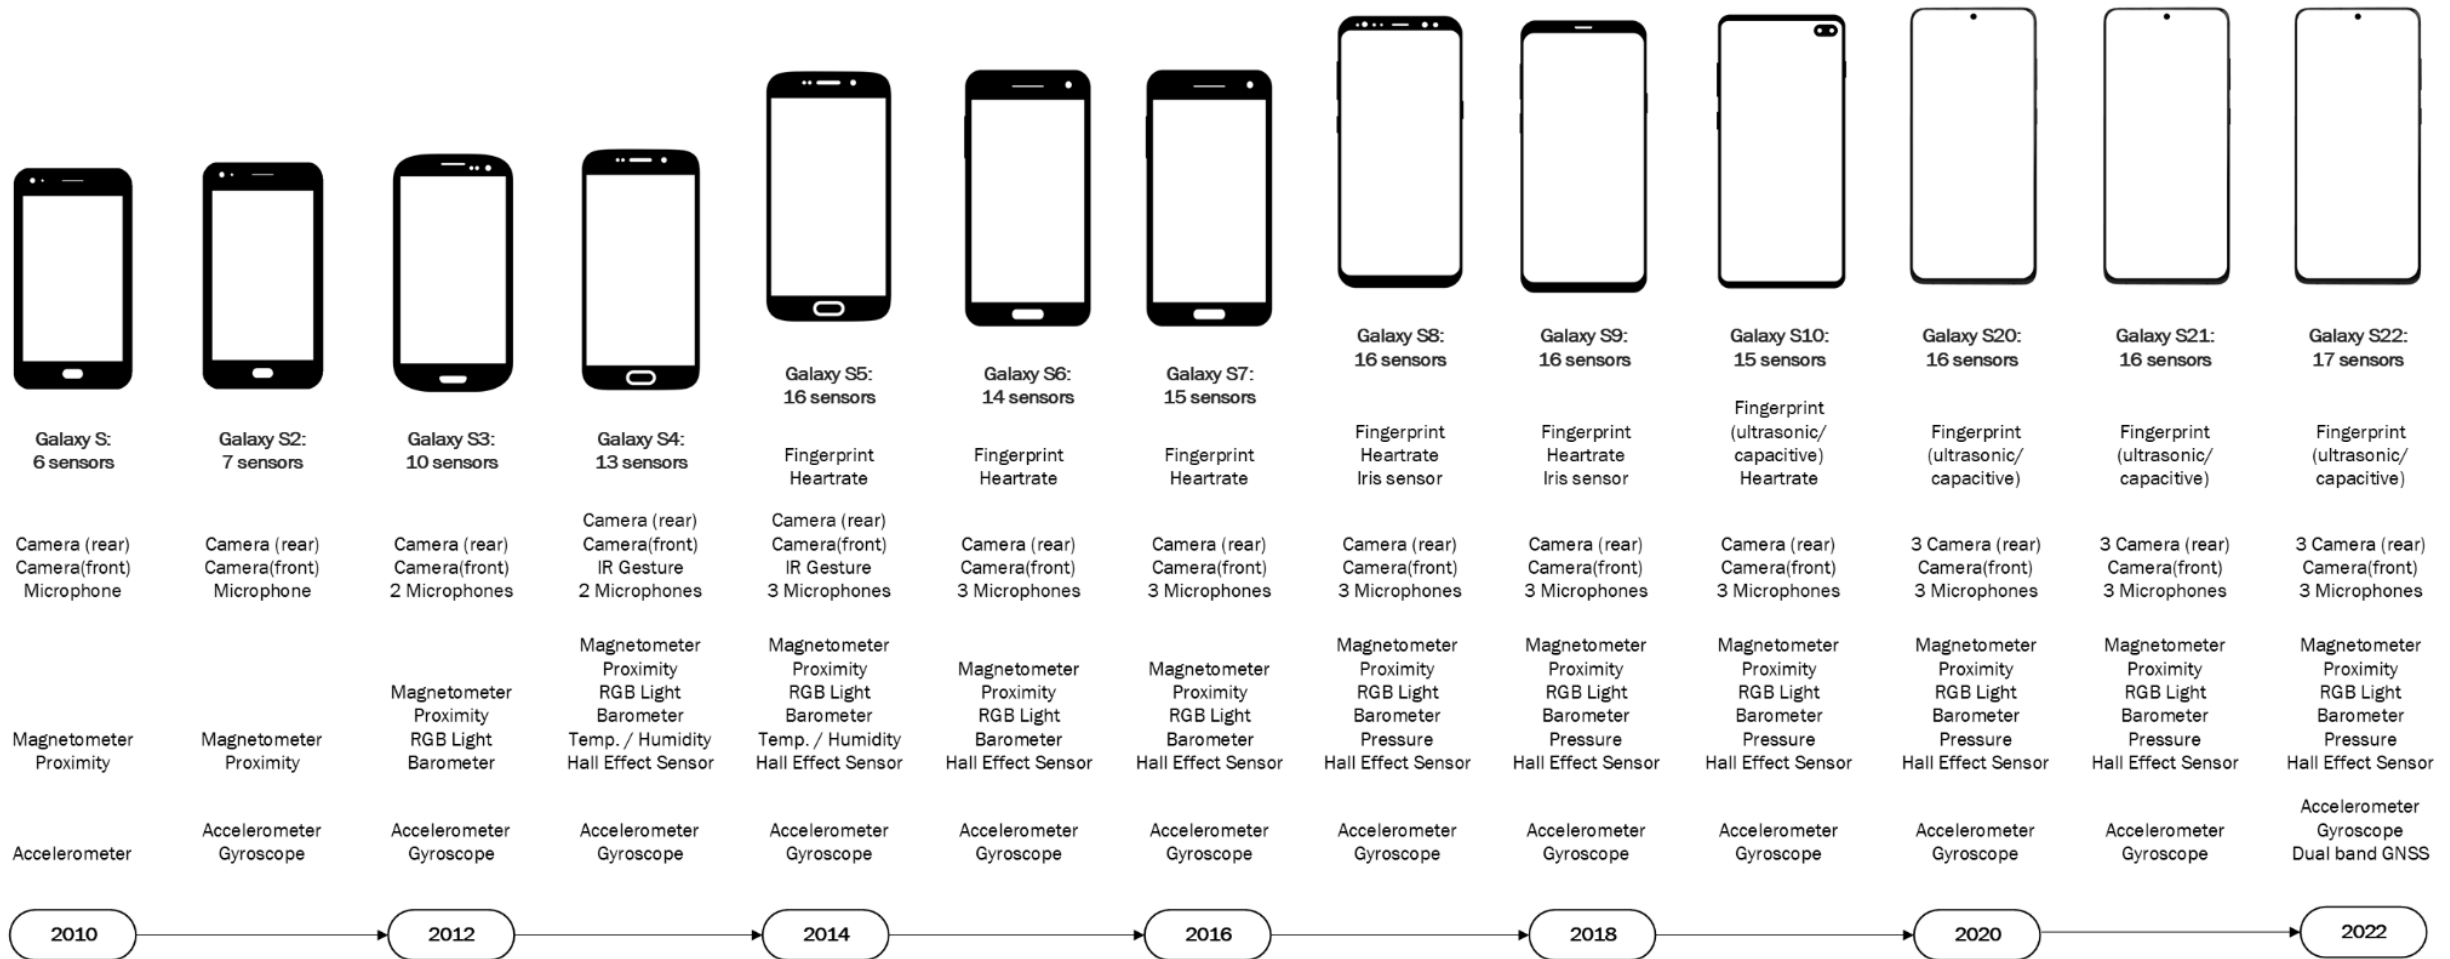 Galaxy S:
6 sensors
Camera (rear)
Camera(front)
Microphone
Magnetometer
Proximity
Accelerometer
Galaxy S2:
7 sensors
Camera (rear)
Camera(front)
Microphone
Magnetometer
Proximity
Accelerometer
Gyroscope
Galaxy S3:
10 sensors
Camera (rear)
Camera(front)
2 Microphones
Magnetometer
Proximity
RGB Light
Barometer
Accelerometer
Gyroscope
Galaxy S4:
13 sensors
Camera (rear)
Camera(front)
IR Gesture
2 Microphones
Magnetometer
Proximity
RGB Light
Barometer
Temp. / Humidity
Hall Effect Sensor
Accelerometer
Gyroscope
Galaxy S5:
16 sensors
Fingerprint
Heartrate
Camera (rear)
Camera(front)
IR Gesture
3 Microphones
Magnetometer
Proximity
RGB Light
Barometer
Temp. / Humidity
Hall Effect Sensor
Accelerometer
Gyroscope
Galaxy S6:
14 sensors
Fingerprint
Heartrate
Camera (rear)
Camera(front)
3 Microphones
Magnetometer
Proximity
RGB Light
Barometer
Hall Effect Sensor
Accelerometer
Gyroscope
Galaxy S7:
15 sensors
Fingerprint
Heartrate
Camera (rear)
Camera(front)
3 Microphones
Magnetometer
Proximity
RGB Light
Barometer
Hall Effect Sensor
Accelerometer
Gyroscope
Galaxy S8:
16 sensors
Fingerprint
Heartrate
Iris sensor
Camera (rear)
Camera(front)
3 Microphones
Magnetometer
Proximity
RGB Light
Barometer
Pressure
Hall Effect Sensor
Accelerometer
Gyroscope
Galaxy S9:
16 sensors
Fingerprint
Heartrate
Iris sensor
Camera (rear)
Camera(front)
3 Microphones
Magnetometer
Proximity
RGB Light
Barometer
Pressure
Hall Effect Sensor
Accelerometer
Gyroscope
Galaxy S10:
15 sensors
Fingerprint
(ultrasonic/
capacitive)
Heartrate
Camera (rear)
Camera(front)
3 Microphones
Magnetometer
Proximity
RGB Light
Barometer
Pressure
Hall Effect Sensor
Accelerometer
Gyroscope
Galaxy S20:
16 sensors
Fingerprint
(ultrasonic/
capacitive)
3 Camera (rear)
Camera(front)
3 Microphones
Magnetometer
Proximity
RGB Light
Barometer
Pressure
Hall Effect Sensor
Accelerometer
Gyroscope
Galaxy S21:
16 sensors
Fingerprint
(ultrasonic/
capacitive)
3 Camera (rear)
Camera(front)
3 Microphones
Magnetometer
Proximity
RGB Light
Barometer
Pressure
Hall Effect Sensor
Accelerometer
Gyroscope
Galaxy S22:
17 sensors
Fingerprint
(ultrasonic/
capacitive)
3 Camera (rear)
Camera(front)
3 Microphones
Magnetometer
Proximity
RGB Light
Barometer
Pressure
Hall Effect Sensor
Accelerometer
Gyroscope
Dual band GNSS
2010
2012
2014
2016
2018
2020
2022